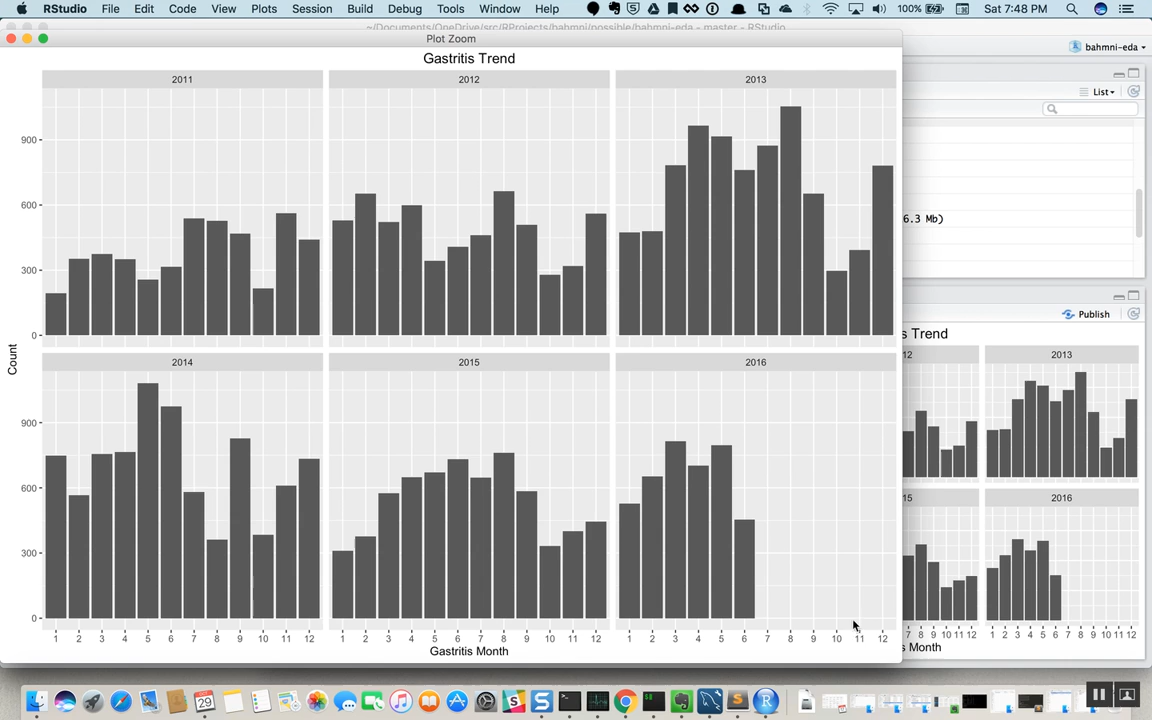 RStudio File Edit Code View Plots Session Build Debug Tools Window Help 100% Sat 7:48 PM
~/Documents/OneDrive/src/RProjects/bahmni/possible/bahmni-eda - master - RStudio
Plot Zoom
bahmni-eda
Gastritis Trend
2011 2012 2013
List
900
600
300
0
6.3 Mb)
Publish
s Trend
12 2013
2014 2015 2016
Count
900
600
300
0
15 2016
1 2 3 4 5 6 7 8 9 10 11 12 1 2 3 4 5 6 7 8 9 10 11 12 1 2 3 4 5 6 7 8 9 10 11 12
Gastritis Month
7 8 9 10 11 12 1 2 3 4 5 6 7 8 9 10 11 12
s Month
29